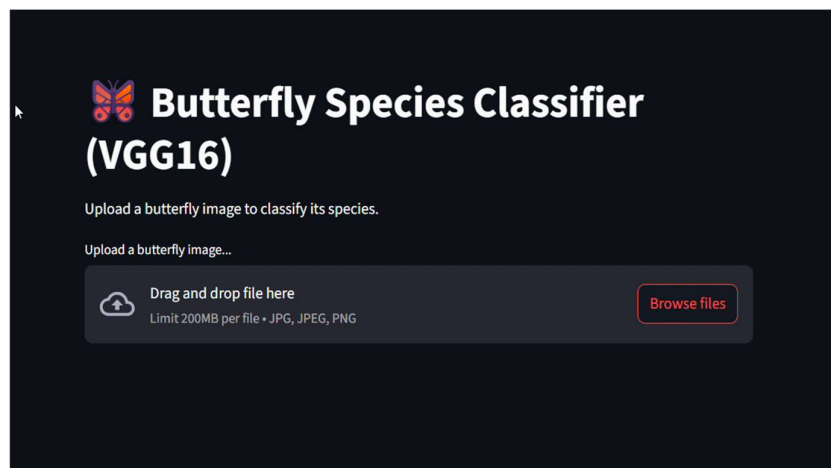 🦋 Butterfly Species Classifier
(VGG16)
Upload a butterfly image to classify its species.
Upload a butterfly image...
Drag and drop file here
Limit 200MB per file • JPG, JPEG, PNG
Browse files